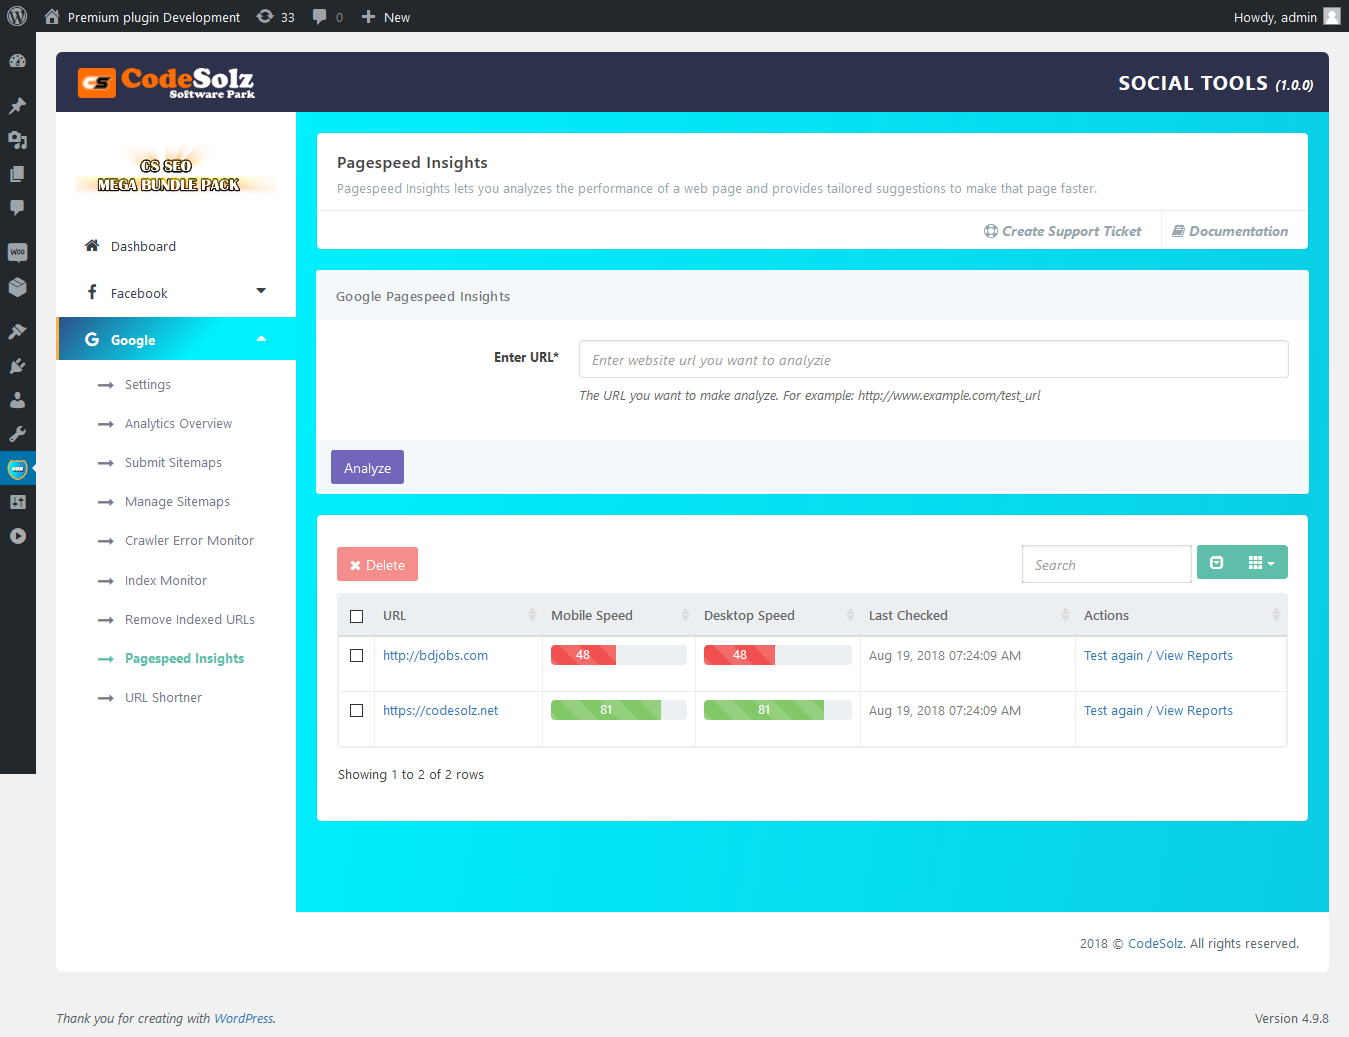 Premium plugin Development 33 0 New Howdy, admin
CS CodeSolz
Software Park
SOCIAL TOOLS (1.0.0)
CS SEO
MEGA BUNDLE PACK
Dashboard
Facebook
Google
Settings
Analytics Overview
Submit Sitemaps
Manage Sitemaps
Crawler Error Monitor
Index Monitor
Remove Indexed URLs
Pagespeed Insights
URL Shortner
Pagespeed Insights
Pagespeed Insights lets you analyzes the performance of a web page and provides tailored suggestions to make that page faster.
Create Support Ticket Documentation
Google Pagespeed Insights
Enter URL* Enter website url you want to analyzie
The URL you want to make analyze. For example: http://www.example.com/test_url
Analyze
Delete Search
URL Mobile Speed Desktop Speed Last Checked Actions
http://bdjobs.com 48 48 Aug 19, 2018 07:24:09 AM Test again / View Reports
https://codesolz.net 81 81 Aug 19, 2018 07:24:09 AM Test again / View Reports
Showing 1 to 2 of 2 rows
2018 © CodeSolz. All rights reserved.
Thank you for creating with WordPress. Version 4.9.8